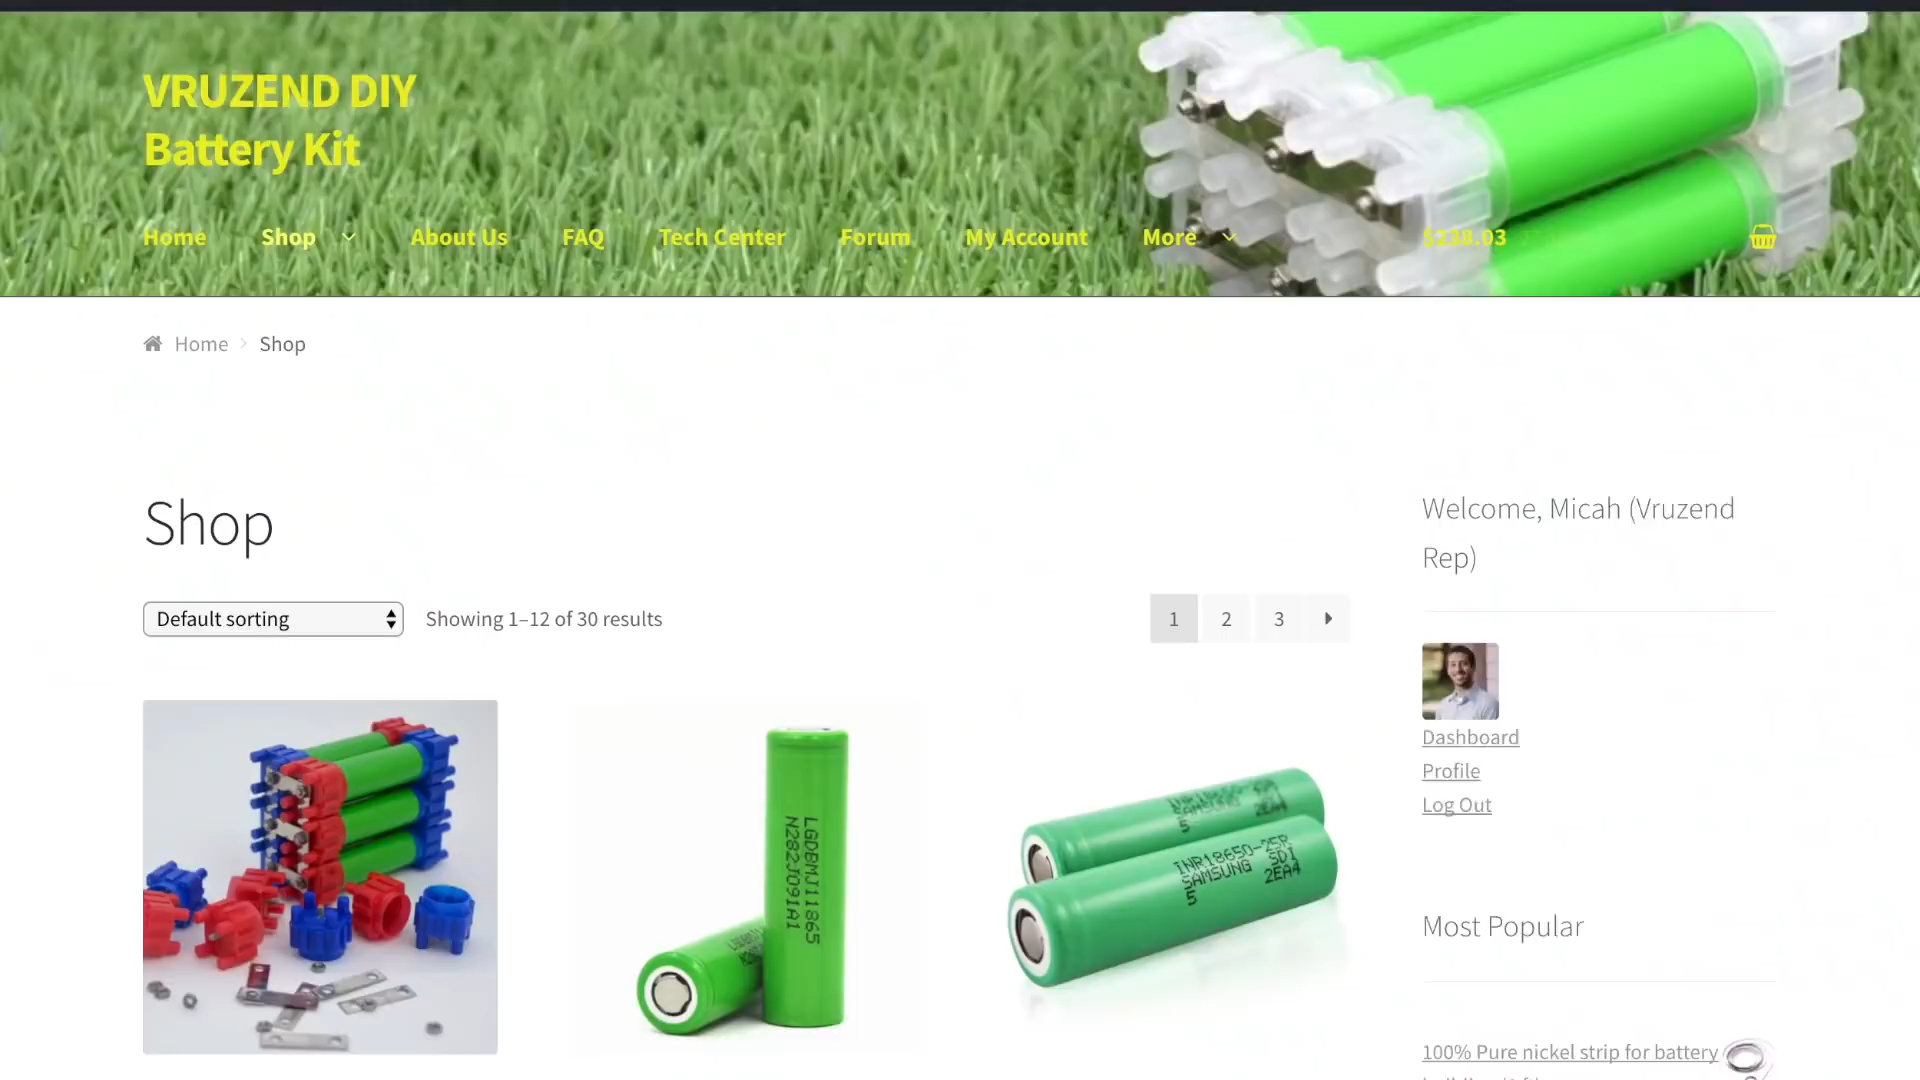 VRUZEND DIY
Battery Kit
Home Shop About Us FAQ Tech Center Forum My Account More $238.03
Home Shop
Shop
Default sorting Showing 1–12 of 30 results 1 2 3
Welcome, Micah (Vruzend
Rep)
Dashboard
Profile
Log Out
LGDBMJ11865
N282J091A1
INR18650-25R
SAMSUNG SDI
2EA4
5
Most Popular
100% Pure nickel strip for battery